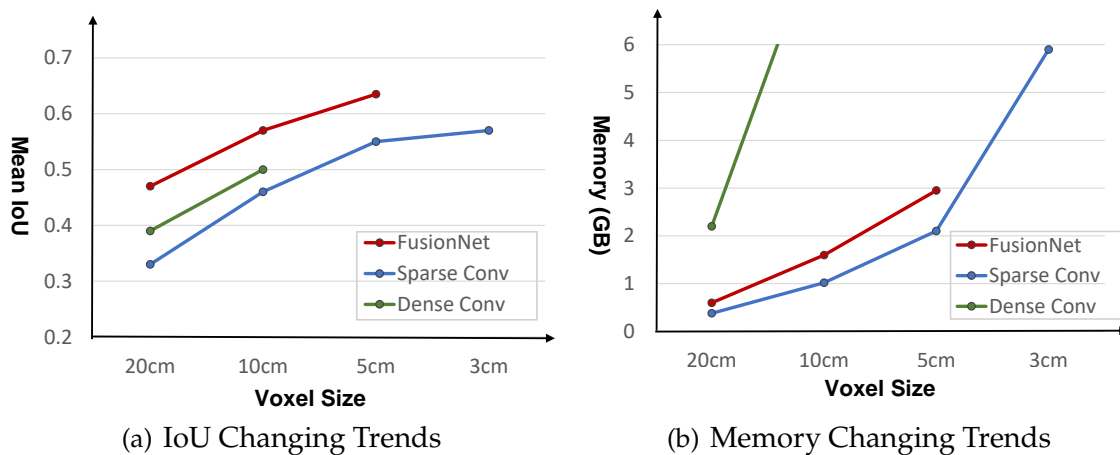 0.7
0.6
0.5
0.4
0.3
0.2
Mean IoU
20cm 10cm 5cm 3cm
Voxel Size
FusionNet
Sparse Conv
Dense Conv
(a) IoU Changing Trends
6
5
4
3
2
1
0
Memory (GB)
20cm 10cm 5cm 3cm
Voxel Size
FusionNet
Sparse Conv
Dense Conv
(b) Memory Changing Trends